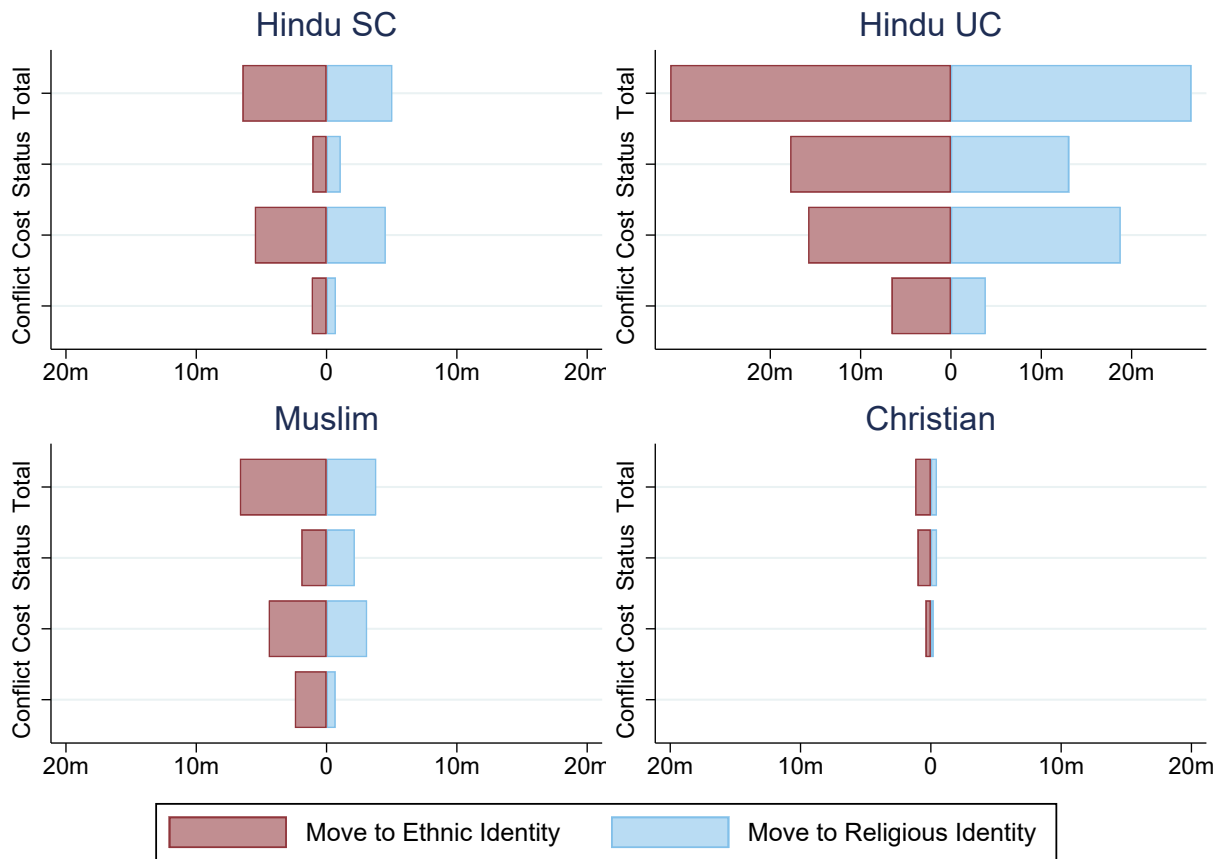 Hindu SC
Hindu UC
Total
Status
Cost
Conflict
20m 10m 0 10m 20m
Total
Status
Cost
Conflict
20m 10m 0 10m 20m
Muslim
Christian
Total
Status
Cost
Conflict
20m 10m 0 10m 20m
Total
Status
Cost
Conflict
20m 10m 0 10m 20m
Move to Ethnic Identity
Move to Religious Identity